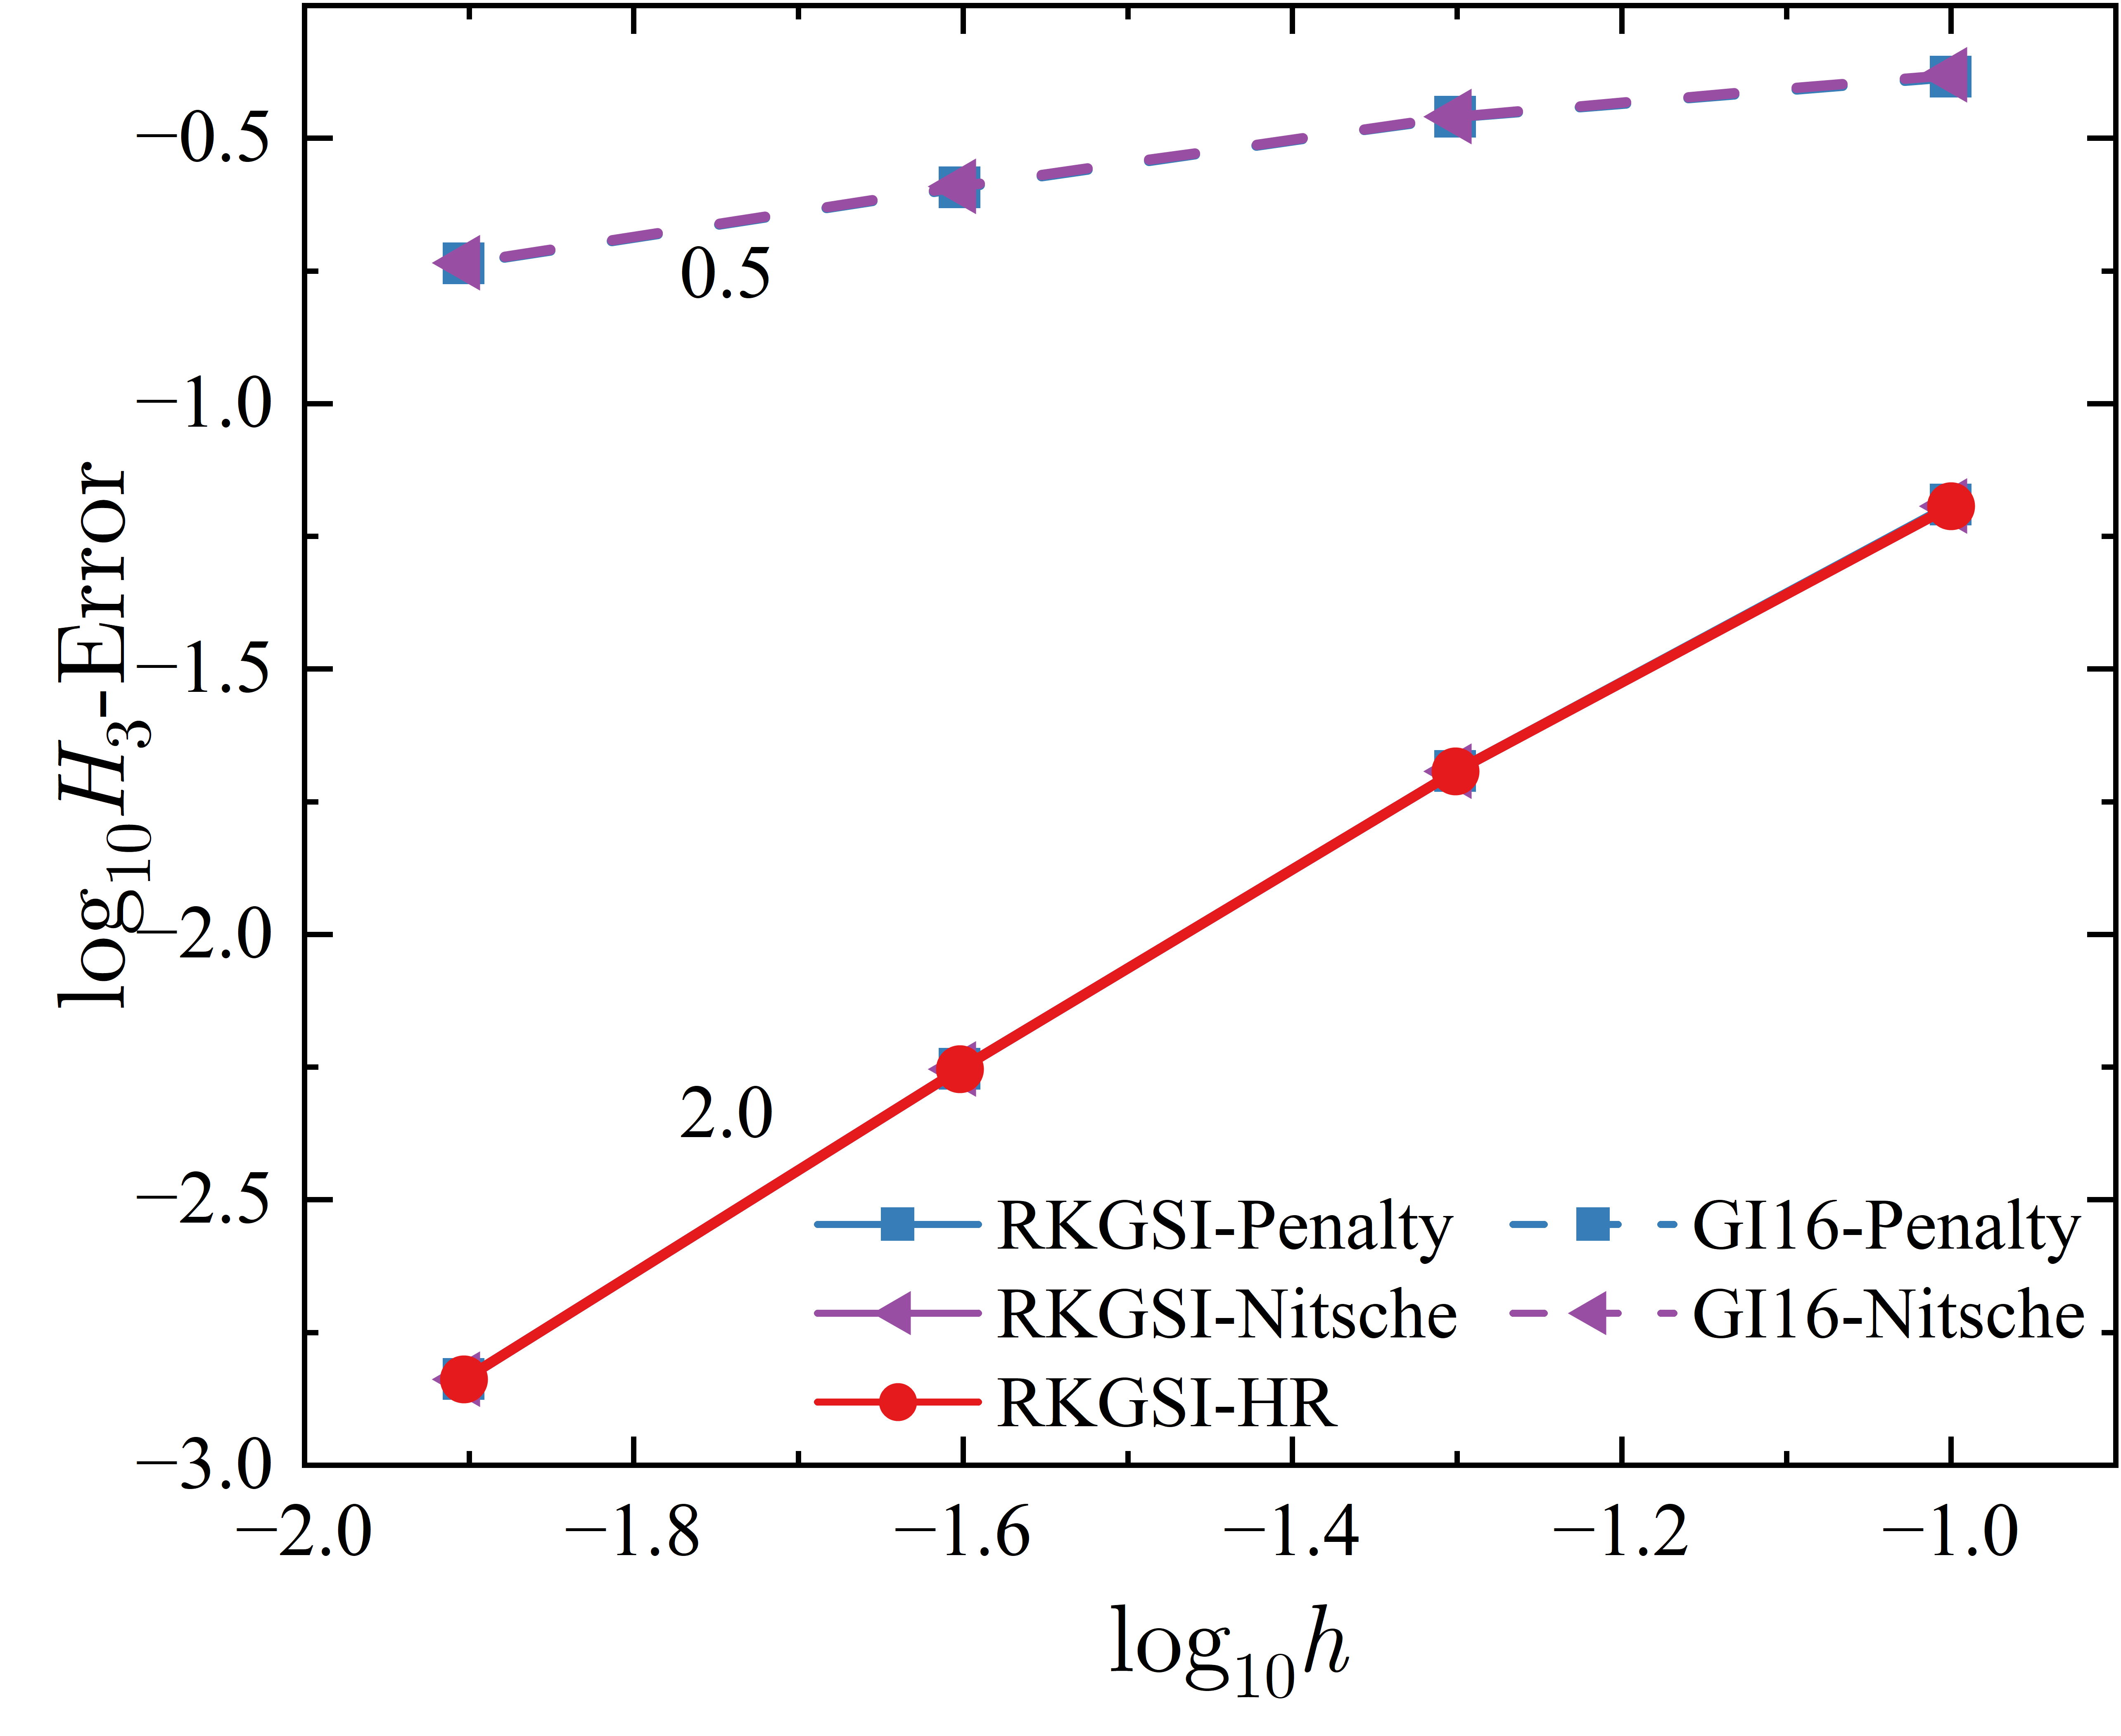 log₁₀H₃-Error
−0.5
−1.0
−1.5
−2.0
−2.5
−3.0
0.5
2.0
RKGSI-Penalty GI16-Penalty
RKGSI-Nitsche GI16-Nitsche
RKGSI-HR
−2.0 −1.8 −1.6 −1.4 −1.2 −1.0
log₁₀h